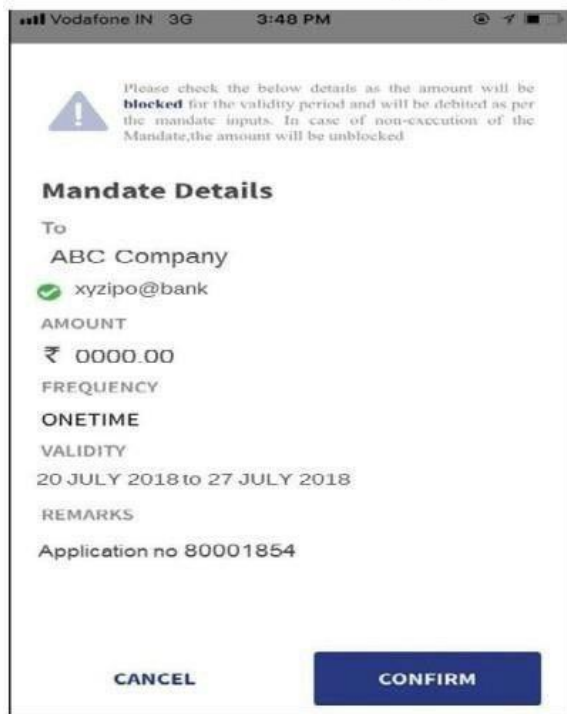 Vodafone IN 3G 3:48 PM
Please check the below details as the amount will be
blocked for the validity period and will be debited as per
the mandate inputs. In case of non-execution of the
Mandate,the amount will be unblocked
Mandate Details
To
ABC Company
xyzipo@bank
AMOUNT
₹ 0000.00
FREQUENCY
ONETIME
VALIDITY
20 JULY 2018 to 27 JULY 2018
REMARKS
Application no 80001854
CANCEL CONFIRM